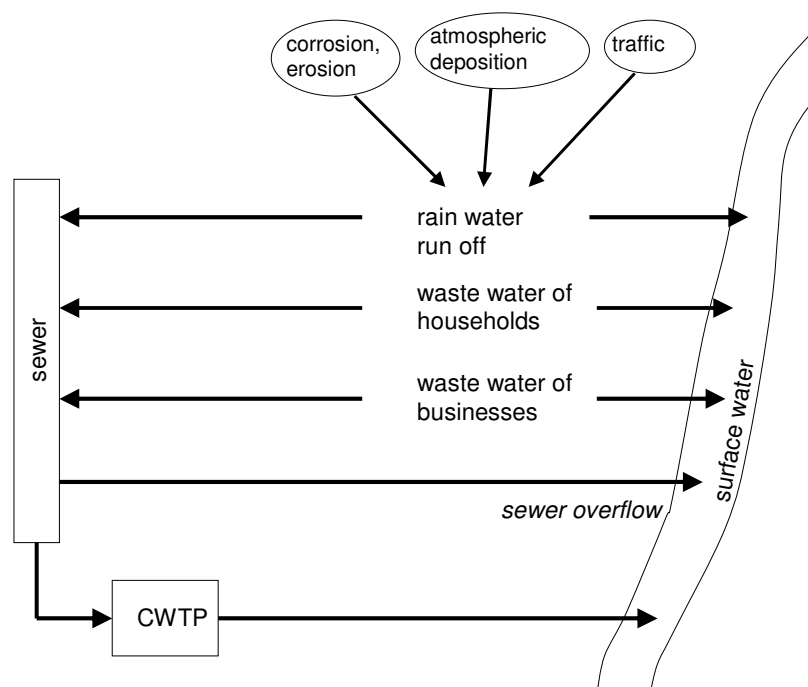 corrosion,
erosion
atmospheric
deposition
traffic
rain water
run off
waste water of
households
waste water of
businesses
sewer
surface water
sewer overflow
CWTP